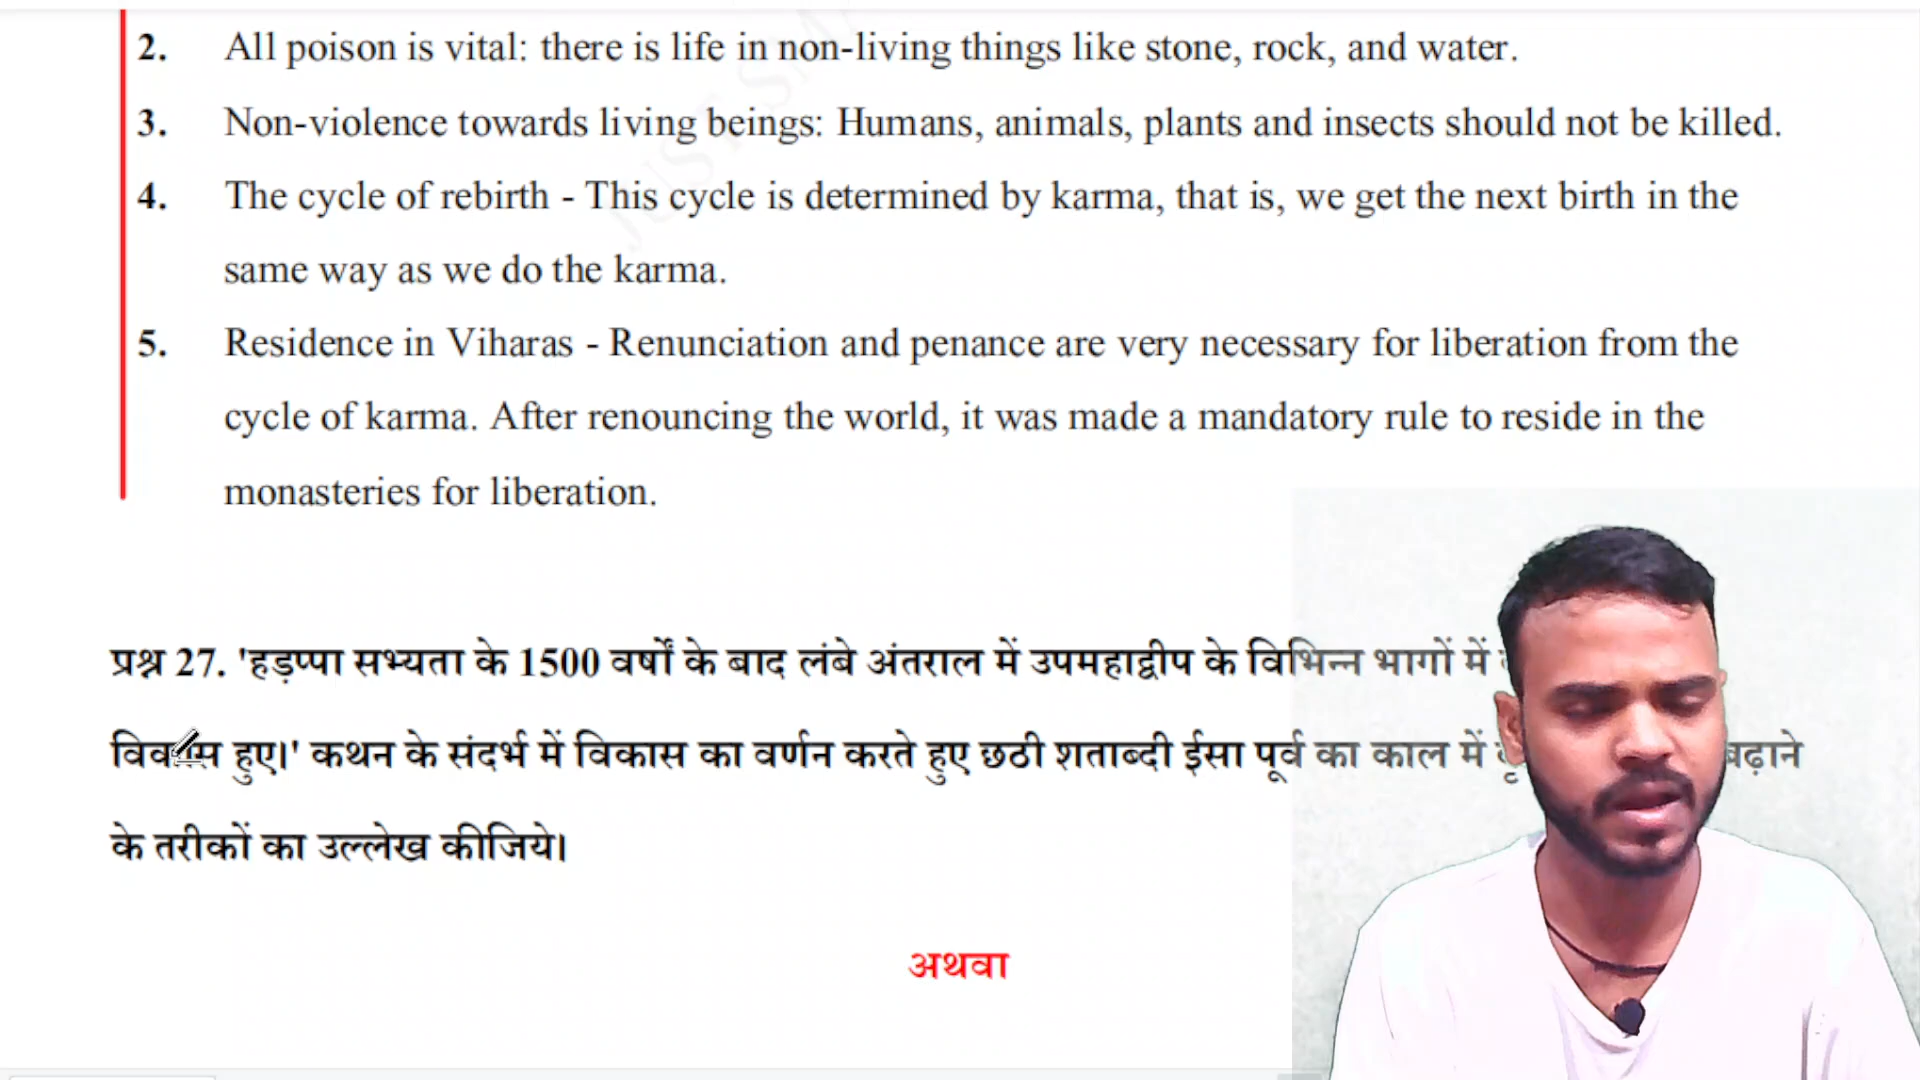 2. All poison is vital: there is life in non-living things like stone, rock, and water.
3. Non-violence towards living beings: Humans, animals, plants and insects should not be killed.
4. The cycle of rebirth - This cycle is determined by karma, that is, we get the next birth in the
same way as we do the karma.
5. Residence in Viharas - Renunciation and penance are very necessary for liberation from the
cycle of karma. After renouncing the world, it was made a mandatory rule to reside in the
monasteries for liberation.
प्रश्न 27. 'हड़प्पा सभ्यता के 1500 वर्षों के बाद लंबे अंतराल में उपमहाद्वीप के विभिन्न भागों में
विकास हुए।' कथन के संदर्भ में विकास का वर्णन करते हुए छठी शताब्दी ईसा पूर्व का काल में बढ़ाने
के तरीकों का उल्लेख कीजिये।
अथवा